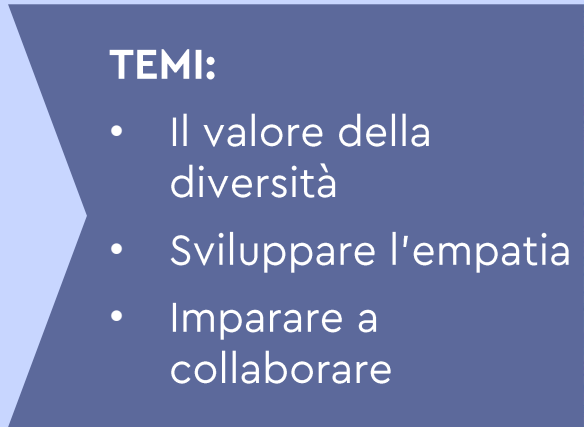 TEMI:
• Il valore della
diversità
• Sviluppare l'empatia
• Imparare a
collaborare